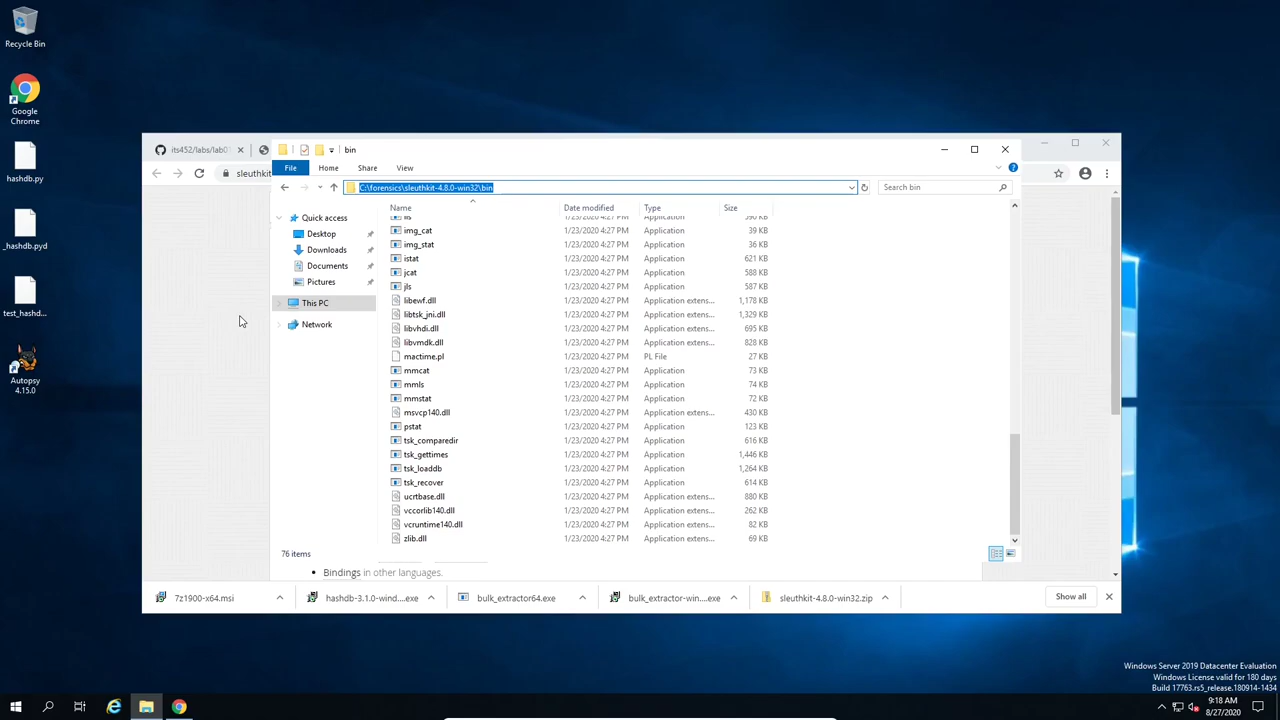 Recycle Bin
Google
Chrome
hashdb.py
_hashdb.pyd
test_hashd...
Autopsy
4.15.0
its452/labs/lab0
sleuthkit
bin
File
Home
Share
View
C:\forensics\sleuthkit-4.8.0-win32\bin
Search bin
Quick access
Desktop
Downloads
Documents
Pictures
This PC
Network
Name Date modified Type Size
ils 1/23/2020 4:27 PM Application 590 KB
img_cat 1/23/2020 4:27 PM Application 39 KB
img_stat 1/23/2020 4:27 PM Application 36 KB
istat 1/23/2020 4:27 PM Application 621 KB
jcat 1/23/2020 4:27 PM Application 588 KB
jls 1/23/2020 4:27 PM Application 587 KB
libewf.dll 1/23/2020 4:27 PM Application extens... 1,178 KB
libtsk_jni.dll 1/23/2020 4:27 PM Application extens... 1,329 KB
libvhdi.dll 1/23/2020 4:27 PM Application extens... 695 KB
libvmdk.dll 1/23/2020 4:27 PM Application extens... 828 KB
mactime.pl 1/23/2020 4:27 PM PL File 27 KB
mmcat 1/23/2020 4:27 PM Application 73 KB
mmls 1/23/2020 4:27 PM Application 74 KB
mmstat 1/23/2020 4:27 PM Application 72 KB
msvcp140.dll 1/23/2020 4:27 PM Application extens... 430 KB
pstat 1/23/2020 4:27 PM Application 123 KB
tsk_comparedir 1/23/2020 4:27 PM Application 616 KB
tsk_gettimes 1/23/2020 4:27 PM Application 1,446 KB
tsk_loaddb 1/23/2020 4:27 PM Application 1,264 KB
tsk_recover 1/23/2020 4:27 PM Application 614 KB
ucrtbase.dll 1/23/2020 4:27 PM Application extens... 880 KB
vccorlib140.dll 1/23/2020 4:27 PM Application extens... 262 KB
vcruntime140.dll 1/23/2020 4:27 PM Application extens... 82 KB
zlib.dll 1/23/2020 4:27 PM Application extens... 69 KB
76 items
• Bindings in other languages.
7z1900-x64.msi
hashdb-3.1.0-wind....exe
bulk_extractor64.exe
bulk_extractor-win....exe
sleuthkit-4.8.0-win32.zip
Show all
Windows Server 2019 Datacenter Evaluation
Windows License valid for 180 days
Build 17763.rs5_release.180914-1434
9:18 AM
8/27/2020